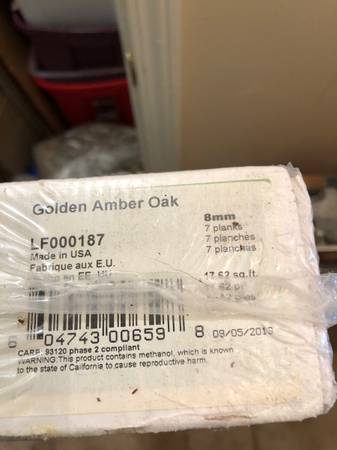 Golden Amber Oak
8mm
LF000187
7 planks
Made in USA
7 planches
Fabrique aux E.U.
7 planchas
en EE.
17.62 sq.ft.
04743 00659 8 09/05/2019
CARB 93120 phase 2 compliant
WARNING:This product contains methanol, which is known
to the state of California to cause reproductive harm.